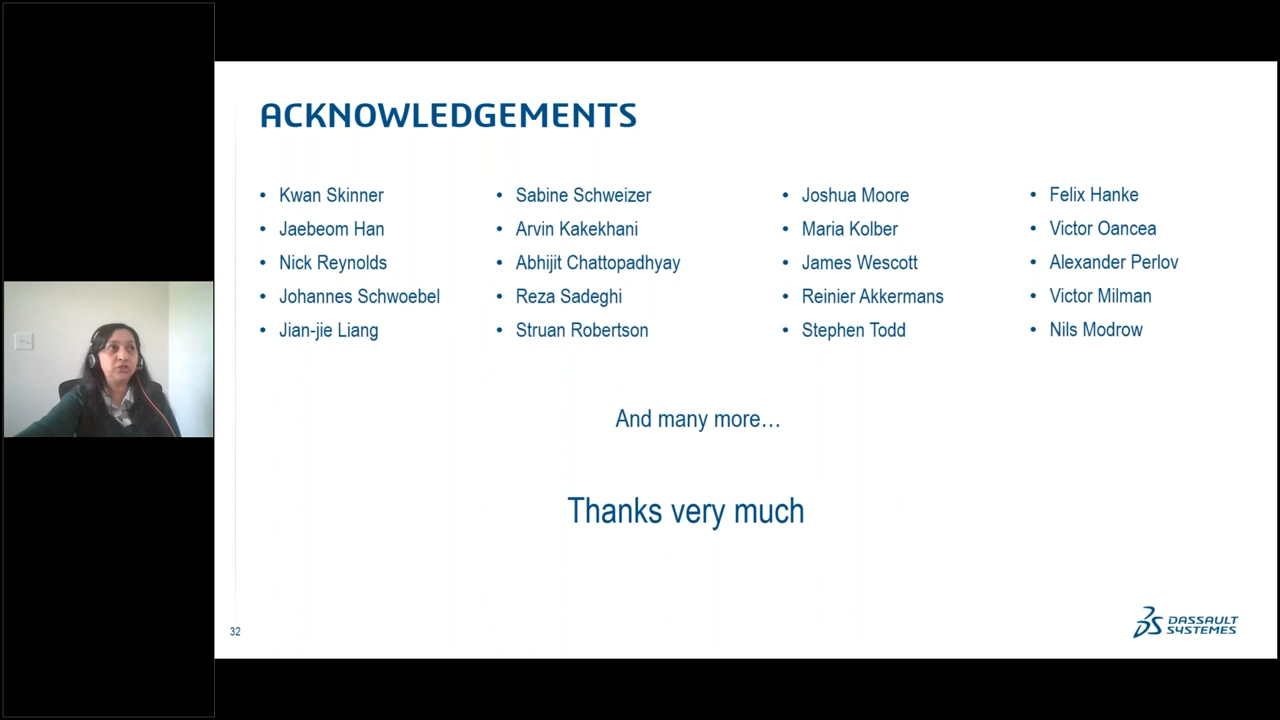 ACKNOWLEDGEMENTS
• Kwan Skinner
• Jaebeom Han
• Nick Reynolds
• Johannes Schwoebel
• Jian-jie Liang
• Sabine Schweizer
• Arvin Kakekhani
• Abhijit Chattopadhyay
• Reza Sadeghi
• Struan Robertson
• Joshua Moore
• Maria Kolber
• James Wescott
• Reinier Akkermans
• Stephen Todd
• Felix Hanke
• Victor Oancea
• Alexander Perlov
• Victor Milman
• Nils Modrow
And many more…
Thanks very much
32
DASSAULT
SYSTEMES